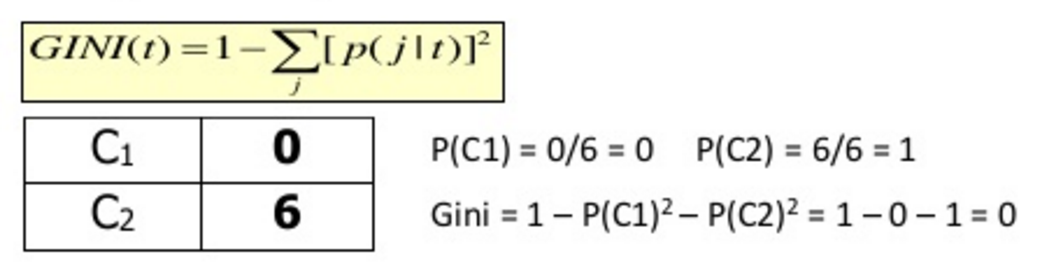 GINI(t) = 1 − ∑[p(j | t)]²
j
C1 0 P(C1) = 0/6 = 0 P(C2) = 6/6 = 1
C2 6 Gini = 1 – P(C1)² – P(C2)² = 1 – 0 – 1 = 0